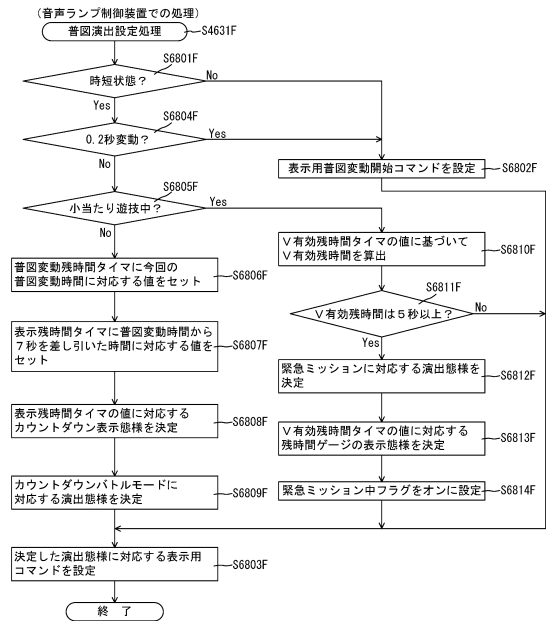 (音声ランプ制御装置での処理)
普図演出設定処理
S4631F
時短状態?
S6801F
No
Yes
0.2秒変動?
S6804F
Yes
No
表示用普図変動開始コマンドを設定
S6802F
小当たり遊技中?
S6805F
Yes
No
V有効残時間タイマの値に基づいて
V有効残時間を算出
S6810F
普図変動残時間タイマに今回の
普図変動時間に対応する値をセット
S6806F
V有効残時間は5秒以上?
S6811F
No
Yes
表示残時間タイマに普図変動時間から
7秒を差し引いた時間に対応する値を
セット
S6807F
緊急ミッションに対応する演出態様を
決定
S6812F
表示残時間タイマの値に対応する
カウントダウン表示態様を決定
S6808F
V有効残時間タイマの値に対応する
残時間ゲージの表示態様を決定
S6813F
カウントダウンバトルモードに
対応する演出態様を決定
S6809F
緊急ミッション中フラグをオンに設定
S6814F
決定した演出態様に対応する表示用
コマンドを設定
S6803F
終 了